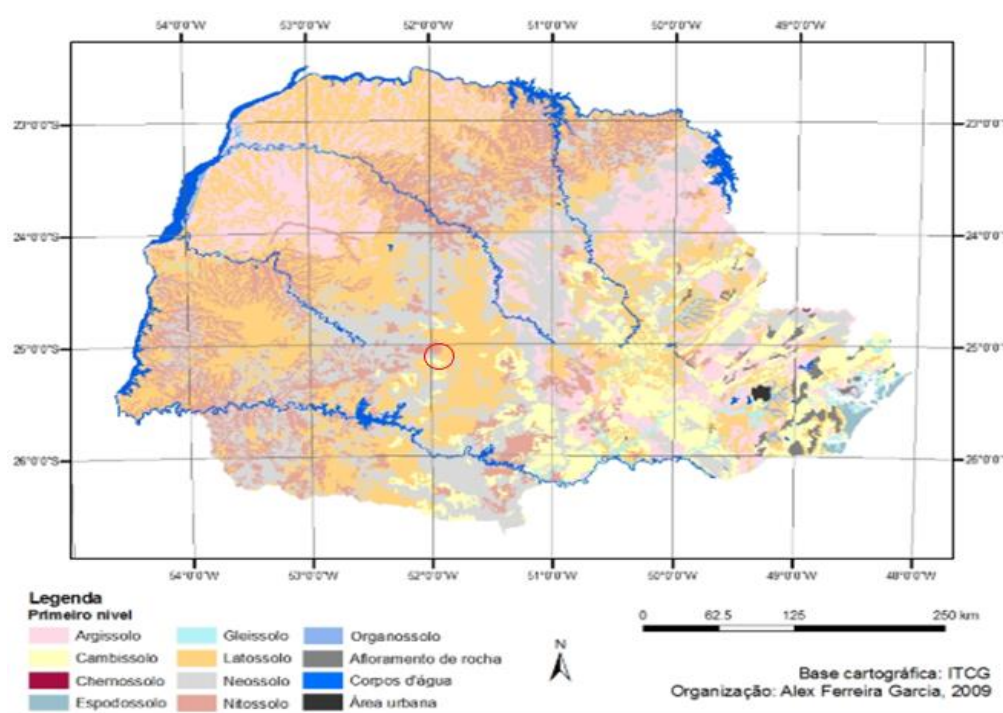 54°0'0"W 53°0'0"W 52°0'0"W 51°0'0"W 50°0'0"W 49°0'0"W
23°0'0"S 23°0'0"S
24°0'0"S 24°0'0"S
25°0'0"S 25°0'0"S
26°0'0"S 26°0'0"S
54°0'0"W 53°0'0"W 52°0'0"W 51°0'0"W 50°0'0"W 49°0'0"W 48°0'0"W
Legenda
Primeiro nivel
Argissolo
Cambissolo
Chernossolo
Espodossolo
Gleissolo
Latossolo
Neossolo
Nitossolo
Organossolo
Afloramento de rocha
Corpos d'água
Área urbana
N
0 62.5 125 250 km
Base cartográfica: ITCG
Organização: Alex Ferreira Garcia, 2009